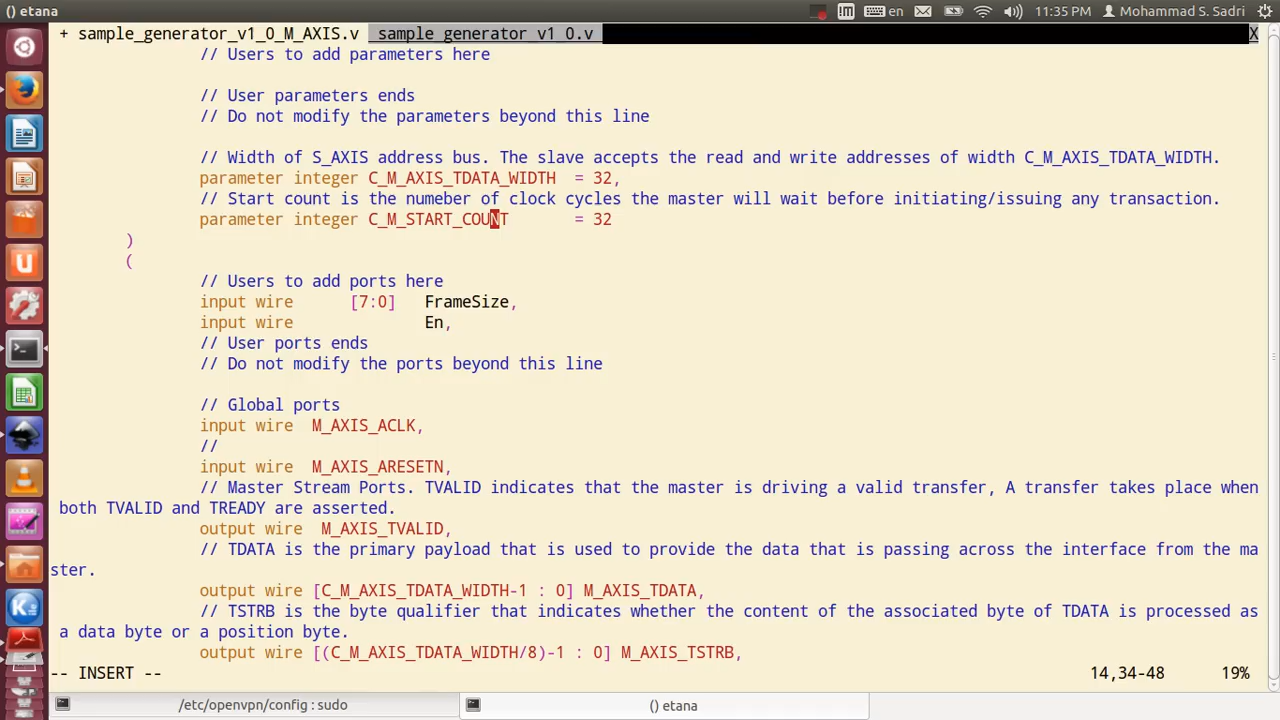 () etana
en
11:35 PM
Mohammad S. Sadri
+ sample_generator_v1_0_M_AXIS.v  sample_generator_v1_0.v X
// Users to add parameters here
// User parameters ends
// Do not modify the parameters beyond this line
// Width of S_AXIS address bus. The slave accepts the read and write addresses of width C_M_AXIS_TDATA_WIDTH.
parameter integer C_M_AXIS_TDATA_WIDTH  = 32,
// Start count is the numeber of clock cycles the master will wait before initiating/issuing any transaction.
parameter integer C_M_START_COUNT       = 32
)
(
// Users to add ports here
input wire      [7:0]   FrameSize,
input wire              En,
// User ports ends
// Do not modify the ports beyond this line
// Global ports
input wire  M_AXIS_ACLK,
//
input wire  M_AXIS_ARESETN,
// Master Stream Ports. TVALID indicates that the master is driving a valid transfer, A transfer takes place when
both TVALID and TREADY are asserted.
output wire  M_AXIS_TVALID,
// TDATA is the primary payload that is used to provide the data that is passing across the interface from the ma
ster.
output wire [C_M_AXIS_TDATA_WIDTH-1 : 0] M_AXIS_TDATA,
// TSTRB is the byte qualifier that indicates whether the content of the associated byte of TDATA is processed as
a data byte or a position byte.
output wire [(C_M_AXIS_TDATA_WIDTH/8)-1 : 0] M_AXIS_TSTRB,
-- INSERT -- 14,34-48 19%
/etc/openvpn/config : sudo
() etana